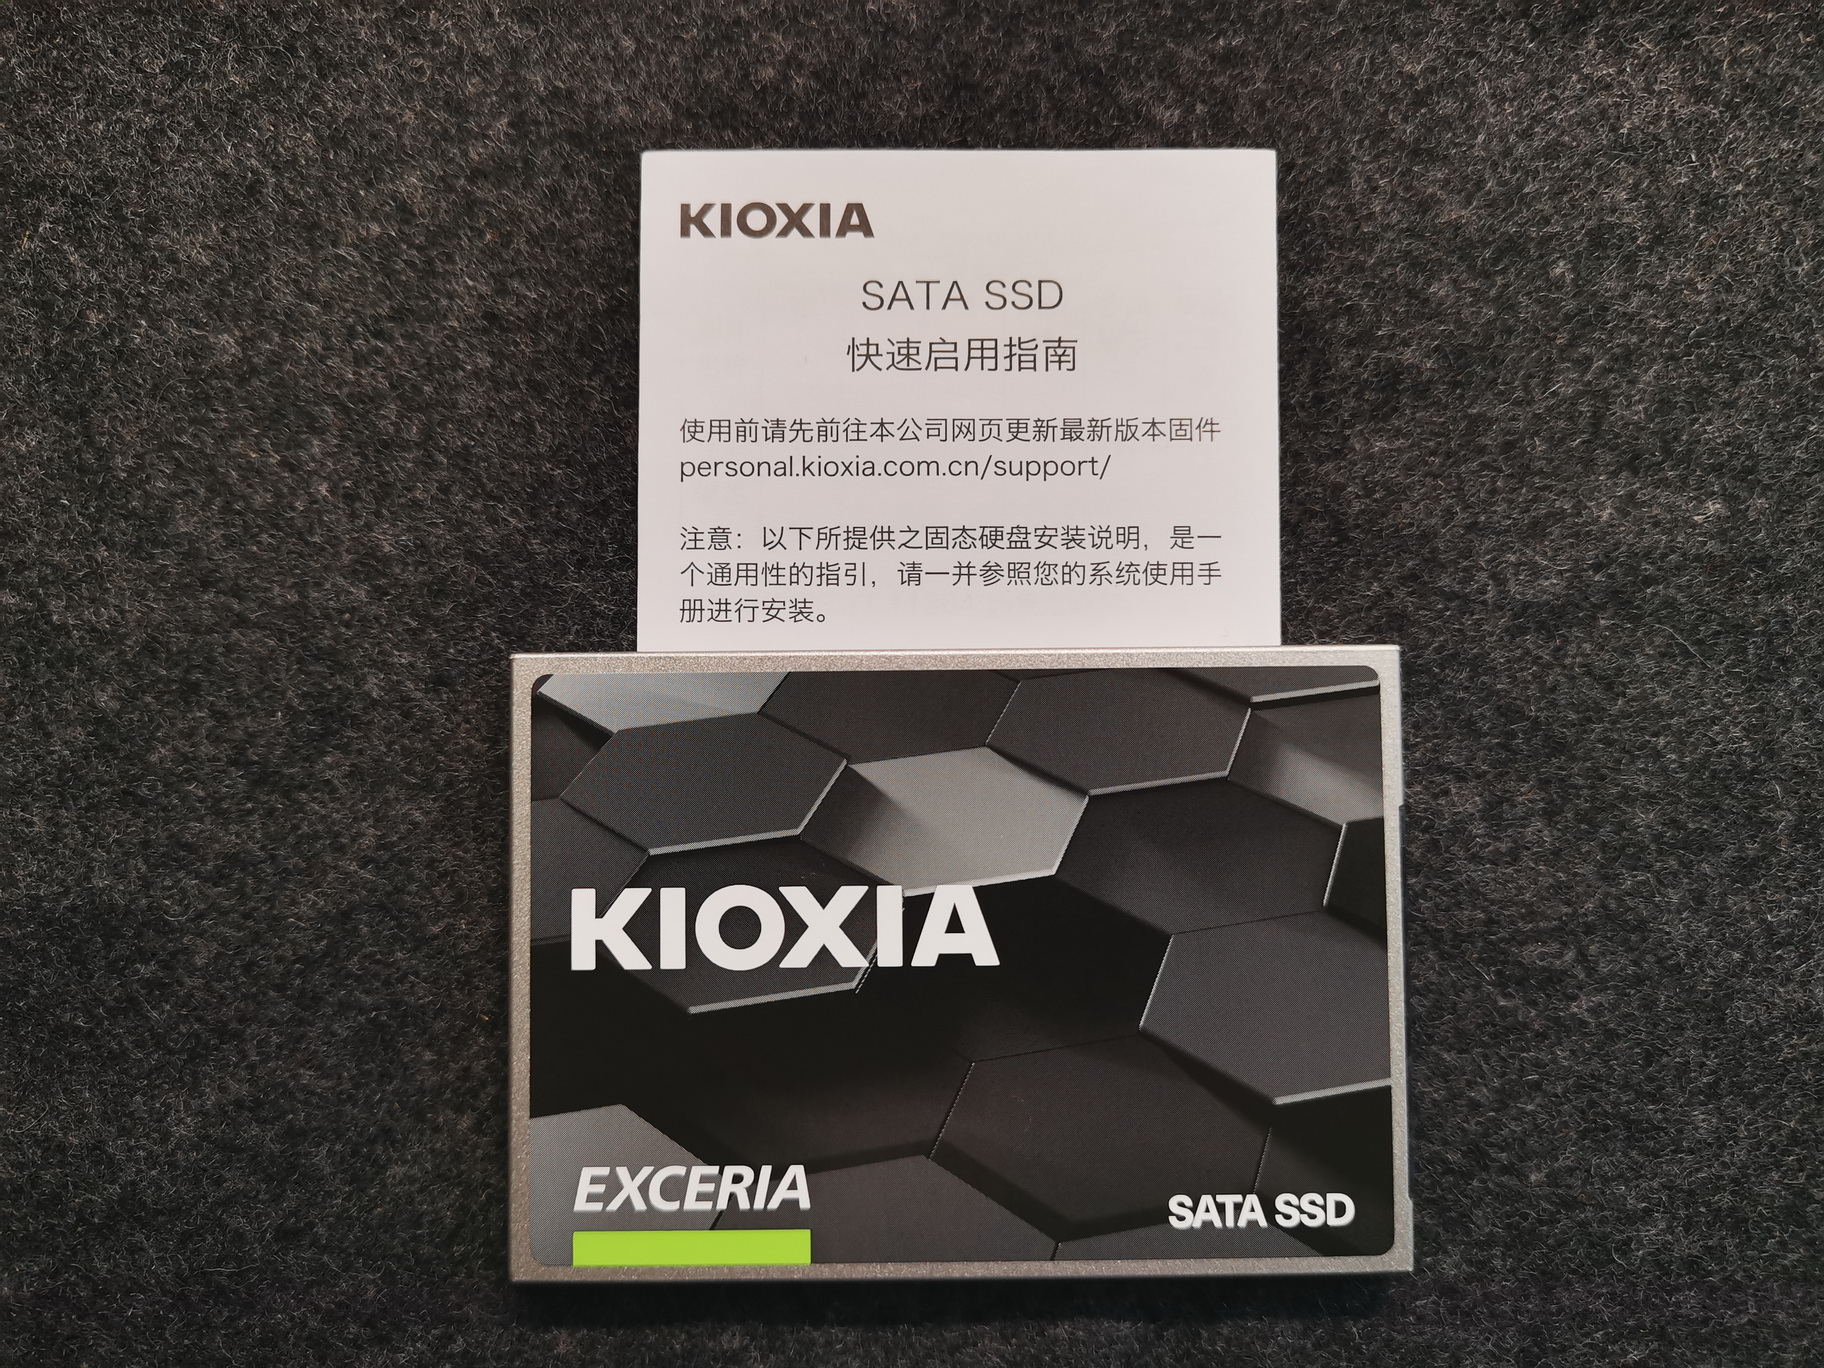 KIOXIA
SATA SSD
快速启用指南
使用前请先前往本公司网页更新最新版本固件
personal.kioxia.com.cn/support/
注意：以下所提供之固态硬盘安装说明，是一
个通用性的指引，请一并参照您的系统使用手
册进行安装。
KIOXIA
EXCERIA
SATA SSD